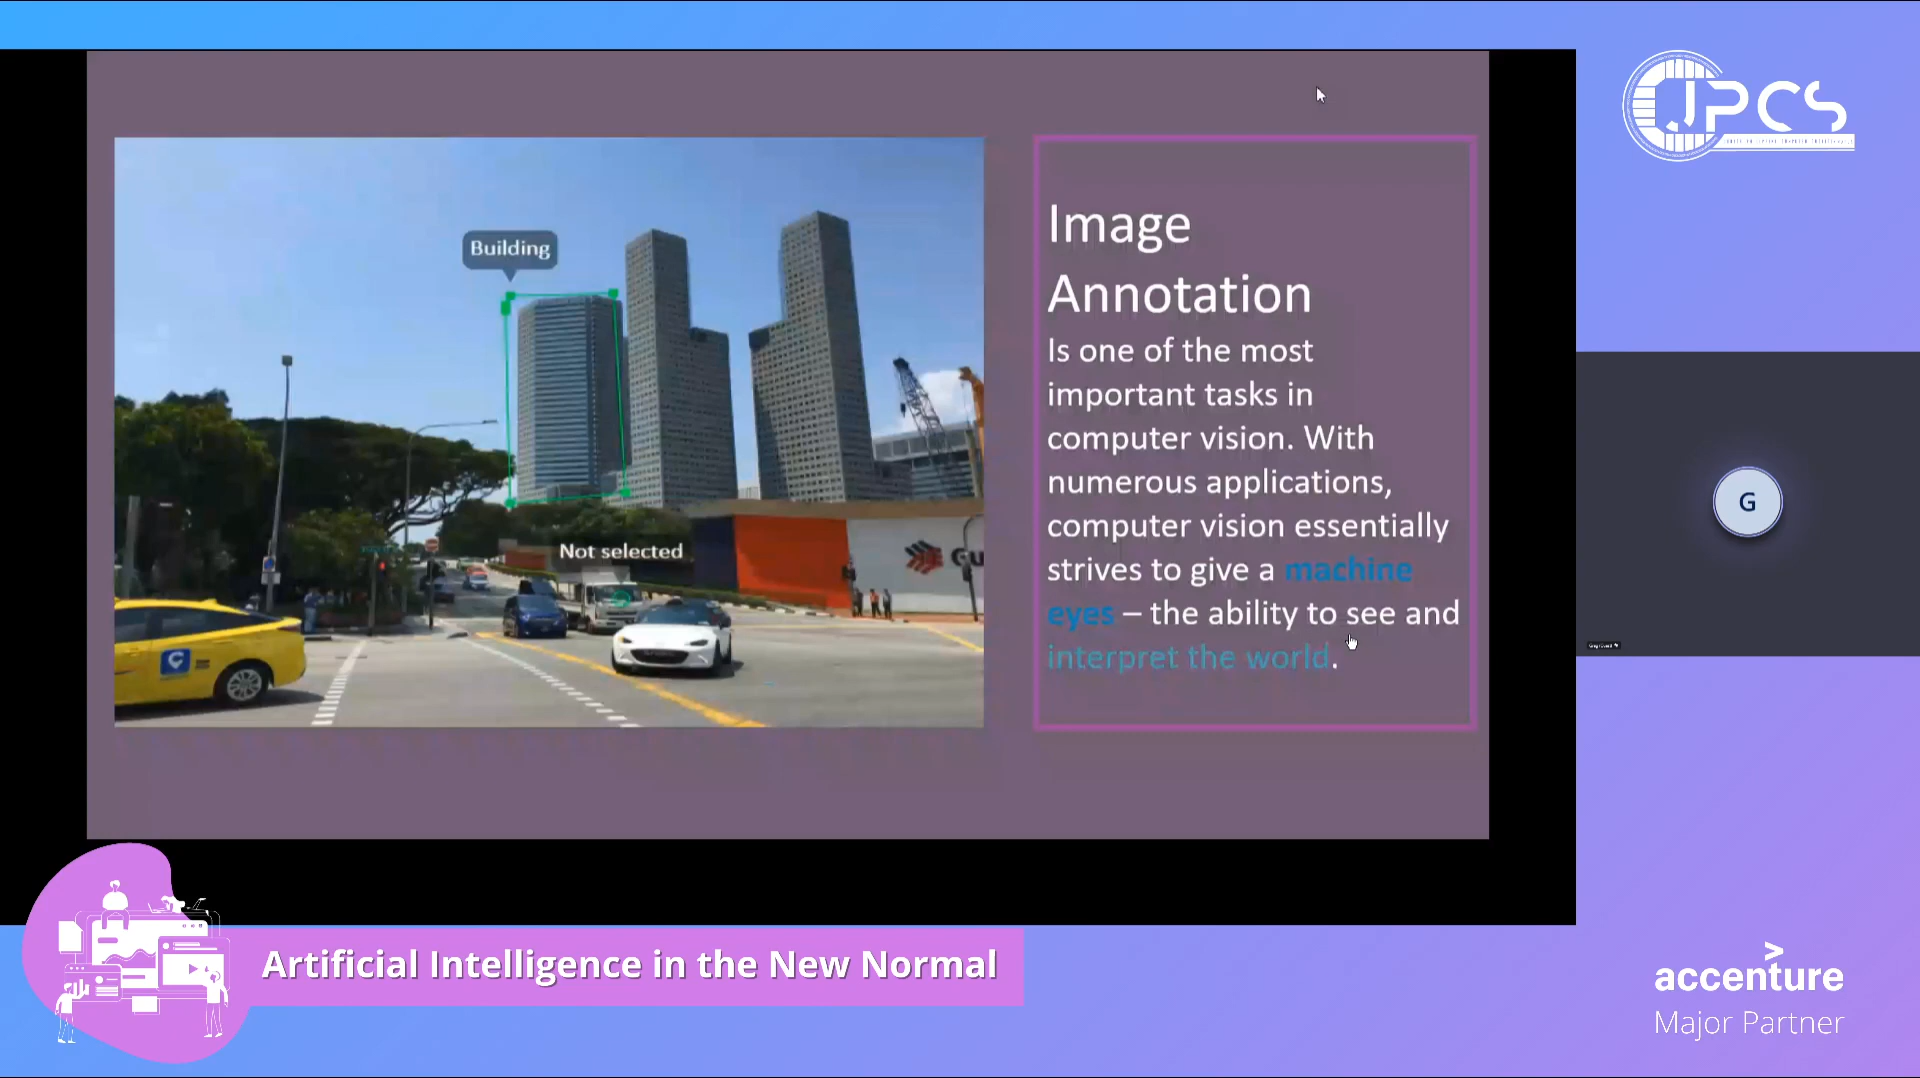 JPCS
Building
Not selected
Gu
Image
Annotation
Is one of the most
important tasks in
computer vision. With
numerous applications,
computer vision essentially
strives to give a machine
eyes – the ability to see and
interpret the world.
G
Artificial Intelligence in the New Normal
accenture
Major Partner